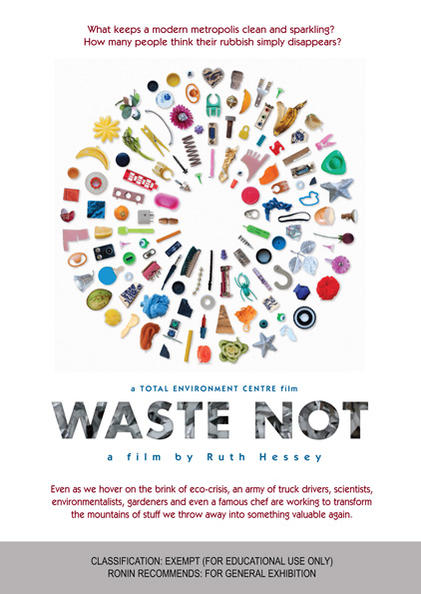 What keeps a modern metropolis clean and sparkling?
How many people think their rubbish simply disappears?
a TOTAL ENVIRONMENT CENTRE film
WASTE NOT
a film by Ruth Hessey
Even as we hover on the brink of eco-crisis, an army of truck drivers, scientists,
environmentalists, gardeners and even a famous chef are working to transform
the mountains of stuff we throw away into something valuable again.
CLASSIFICATION: EXEMPT (FOR EDUCATIONAL USE ONLY)
RONIN RECOMMENDS: FOR GENERAL EXHIBITION